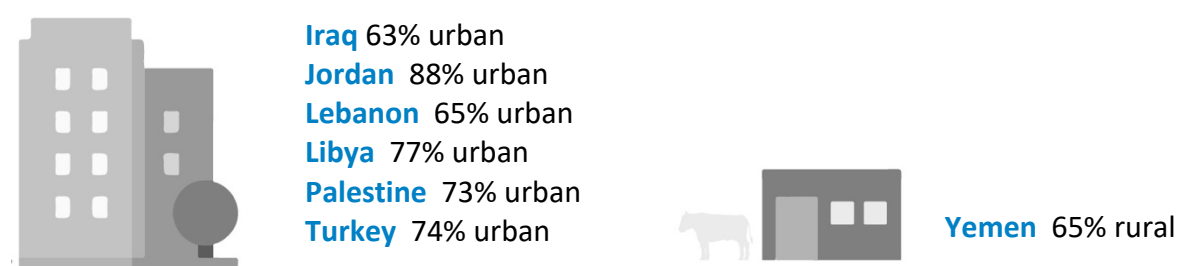 Iraq 63% urban
Jordan 88% urban
Lebanon 65% urban
Libya 77% urban
Palestine 73% urban
Turkey 74% urban
Yemen 65% rural